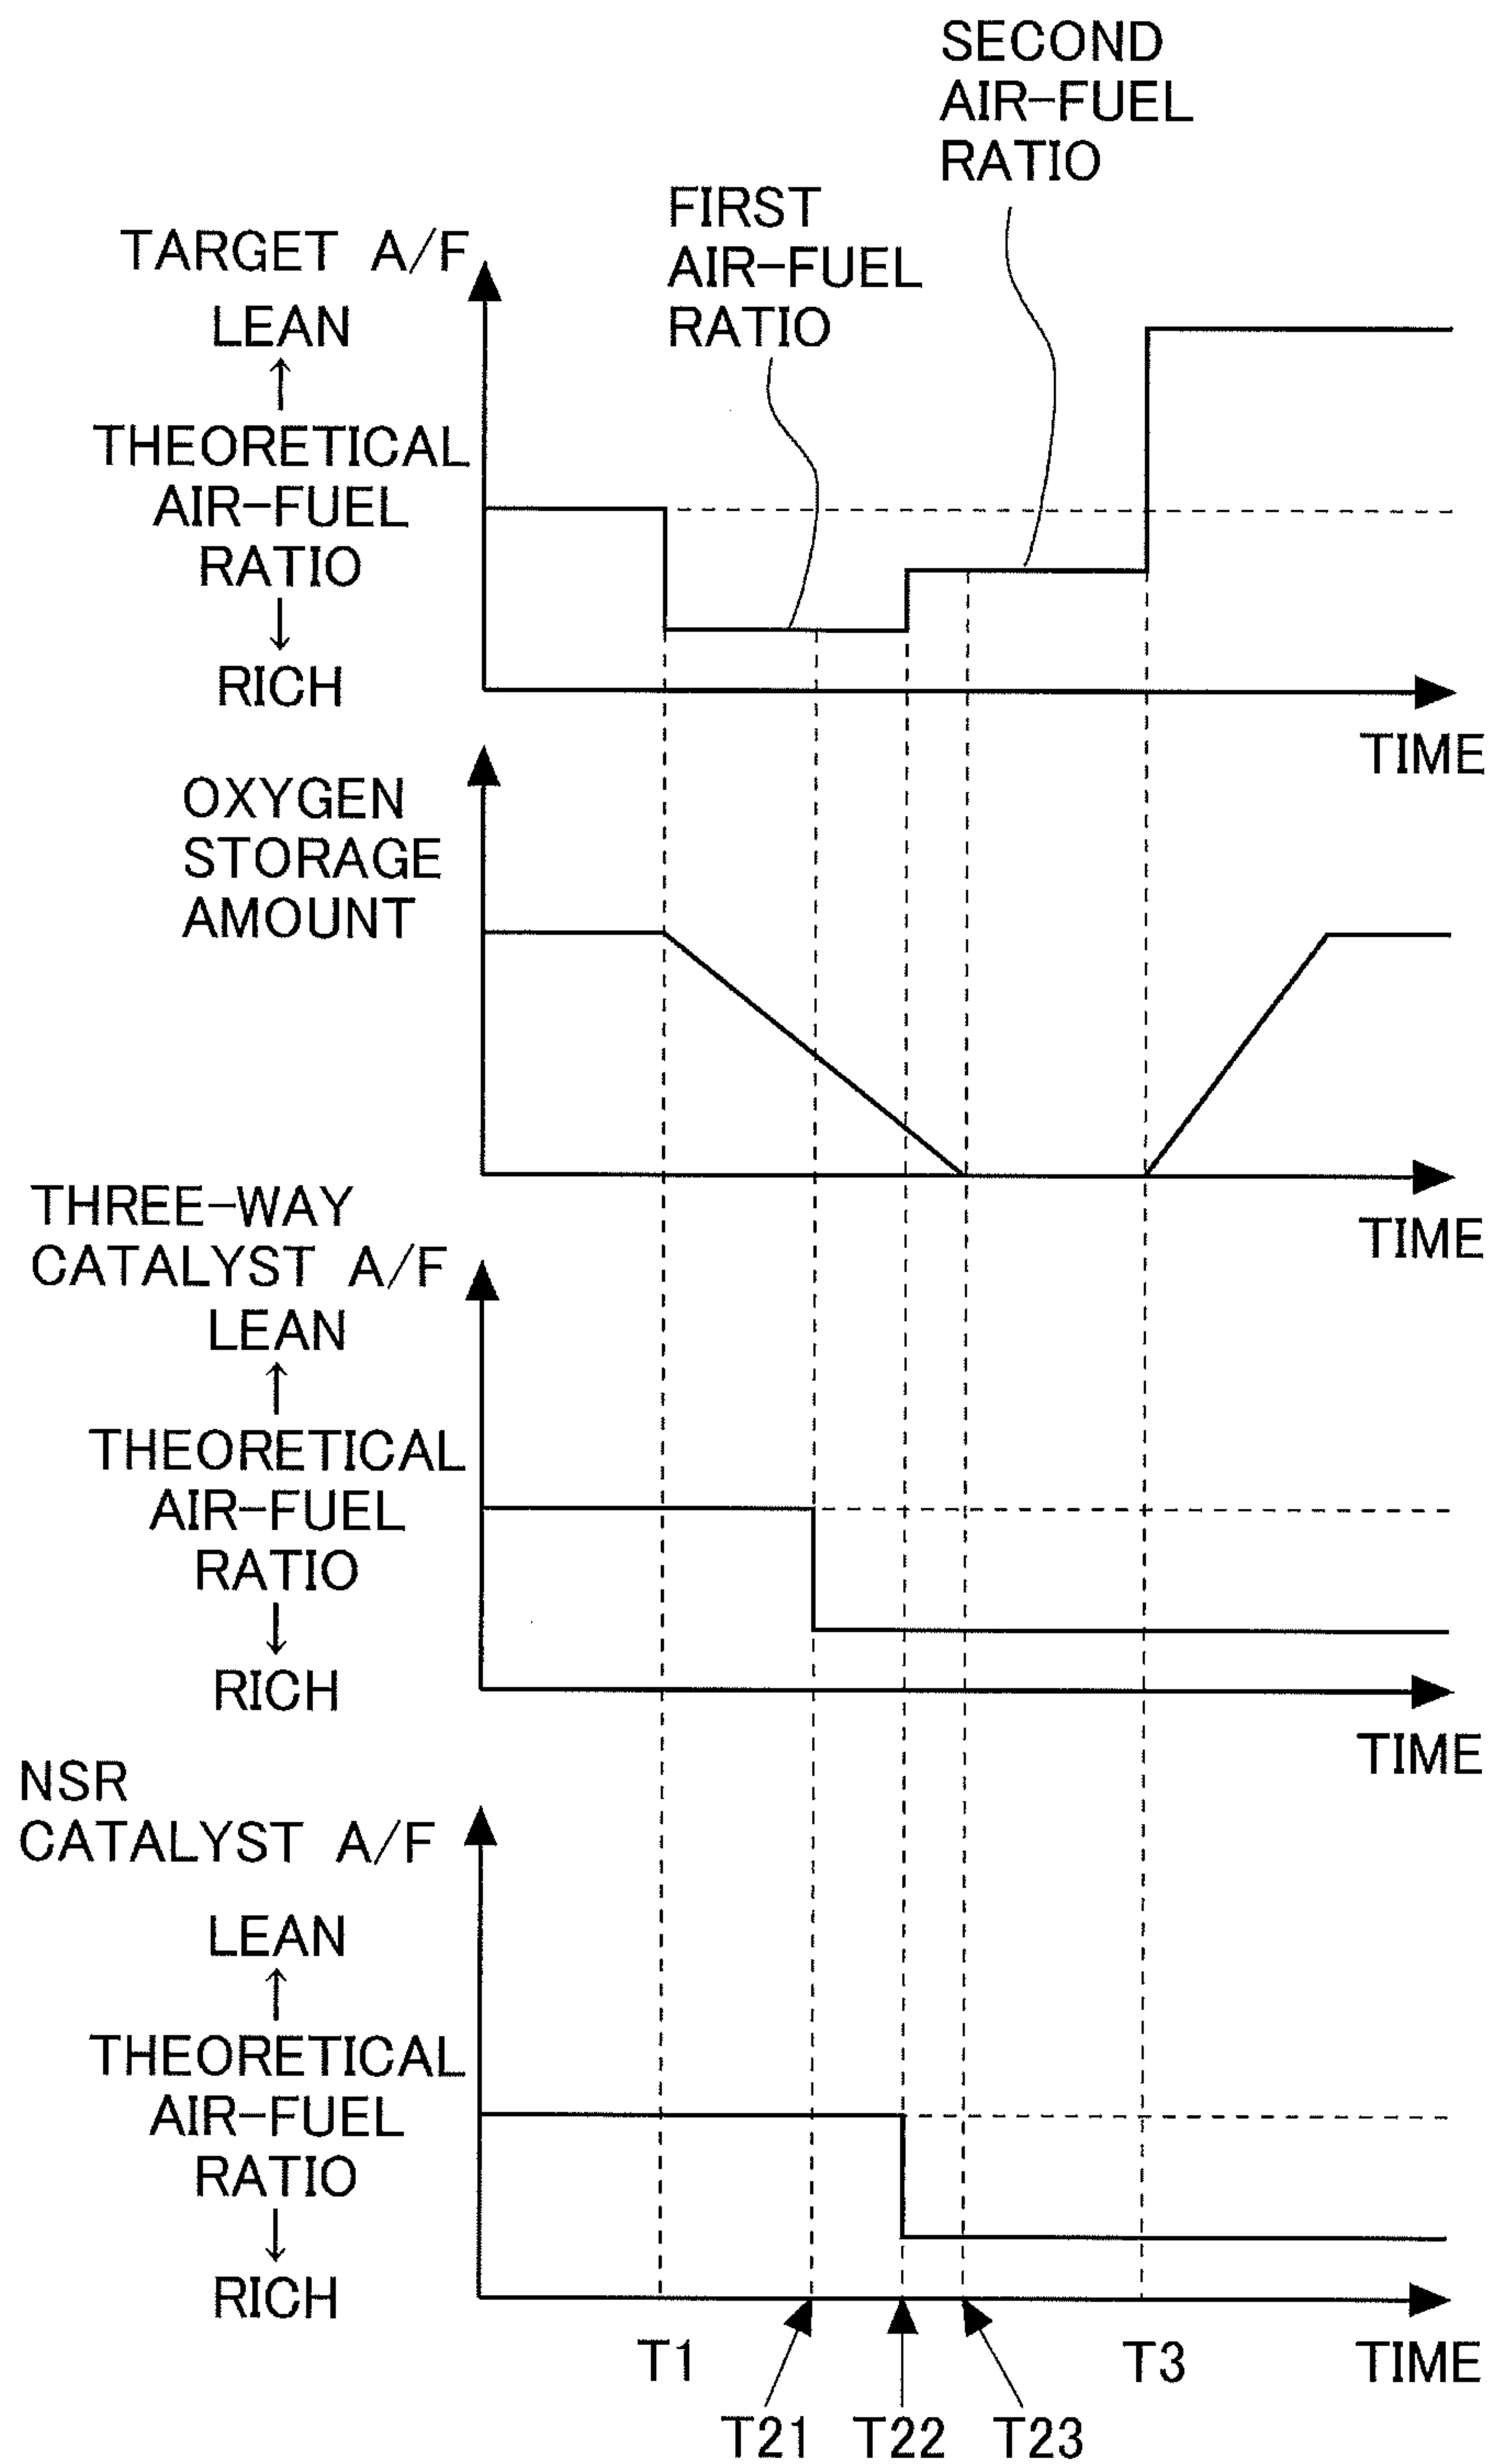 SECOND
AIR-FUEL
RATIO
FIRST
AIR-FUEL
RATIO
TARGET A/F
LEAN
↑
THEORETICAL
AIR-FUEL
RATIO
↓
RICH
TIME
OXYGEN
STORAGE
AMOUNT
TIME
THREE-WAY
CATALYST A/F
LEAN
↑
THEORETICAL
AIR-FUEL
RATIO
↓
RICH
TIME
NSR
CATALYST A/F
LEAN
↑
THEORETICAL
AIR-FUEL
RATIO
↓
RICH
T1 T3 TIME
T21 T22 T23